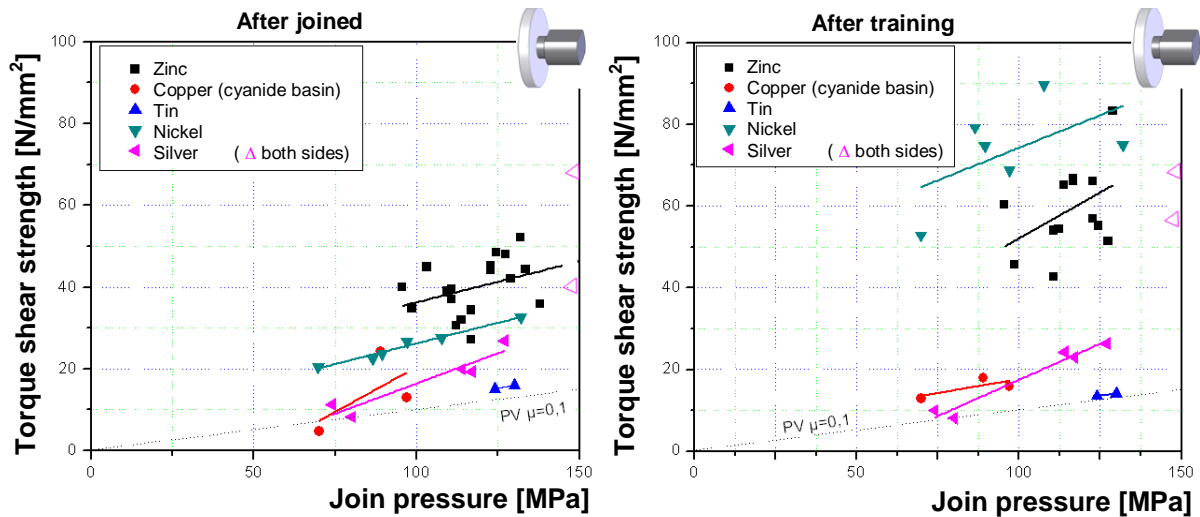 After joined
Torque shear strength [N/mm²]
100
80
60
40
20
0
Zinc
Copper (cyanide basin)
Tin
Nickel
Silver ( Δ both sides)
PV µ=0,1
0
50
100
150
Join pressure [MPa]
After training
Torque shear strength [N/mm²]
100
80
60
40
20
0
Zinc
Copper (cyanide basin)
Tin
Nickel
Silver ( Δ both sides)
PV µ=0,1
0
50
100
150
Join pressure [MPa]